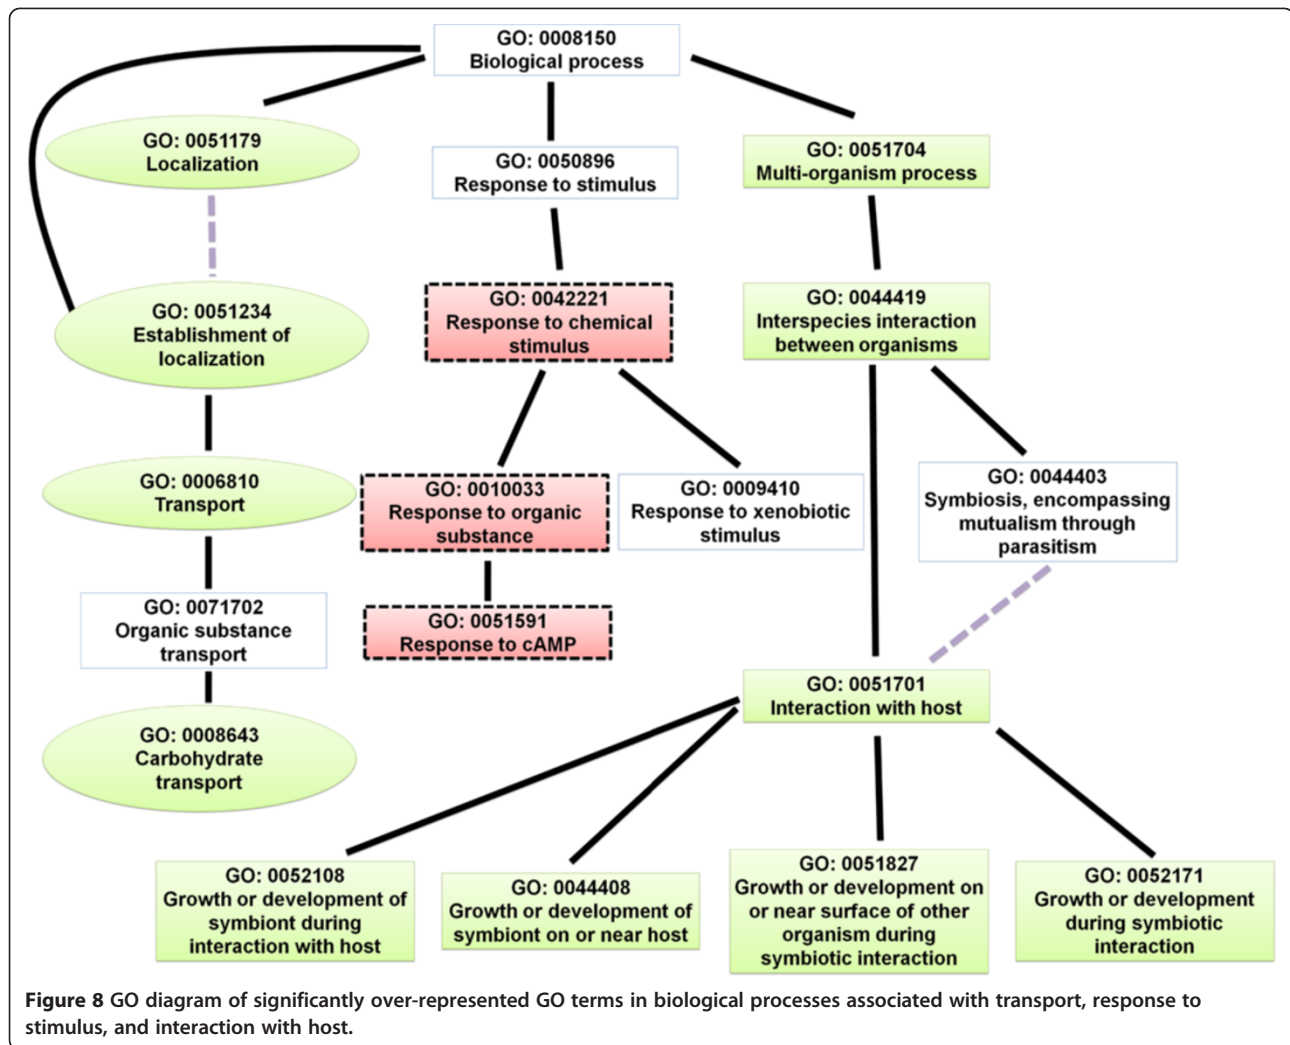 GO: 0008150
Biological process
GO: 0051179
Localization
GO: 0050896
Response to stimulus
GO: 0051704
Multi-organism process
GO: 0051234
Establishment of
localization
GO: 0042221
Response to chemical
stimulus
GO: 0044419
Interspecies interaction
between organisms
GO: 0006810
Transport
GO: 0010033
Response to organic
substance
GO: 0009410
Response to xenobiotic
stimulus
GO: 0044403
Symbiosis, encompassing
mutualism through
parasitism
GO: 0071702
Organic substance
transport
GO: 0051591
Response to cAMP
GO: 0051701
Interaction with host
GO: 0008643
Carbohydrate
transport
GO: 0052108
Growth or development of
symbiont during
interaction with host
GO: 0044408
Growth or development of
symbiont on or near host
GO: 0051827
Growth or development on
or near surface of other
organism during
symbiotic interaction
GO: 0052171
Growth or development
during symbiotic
interaction
Figure 8 GO diagram of significantly over-represented GO terms in biological processes associated with transport, response to
stimulus, and interaction with host.